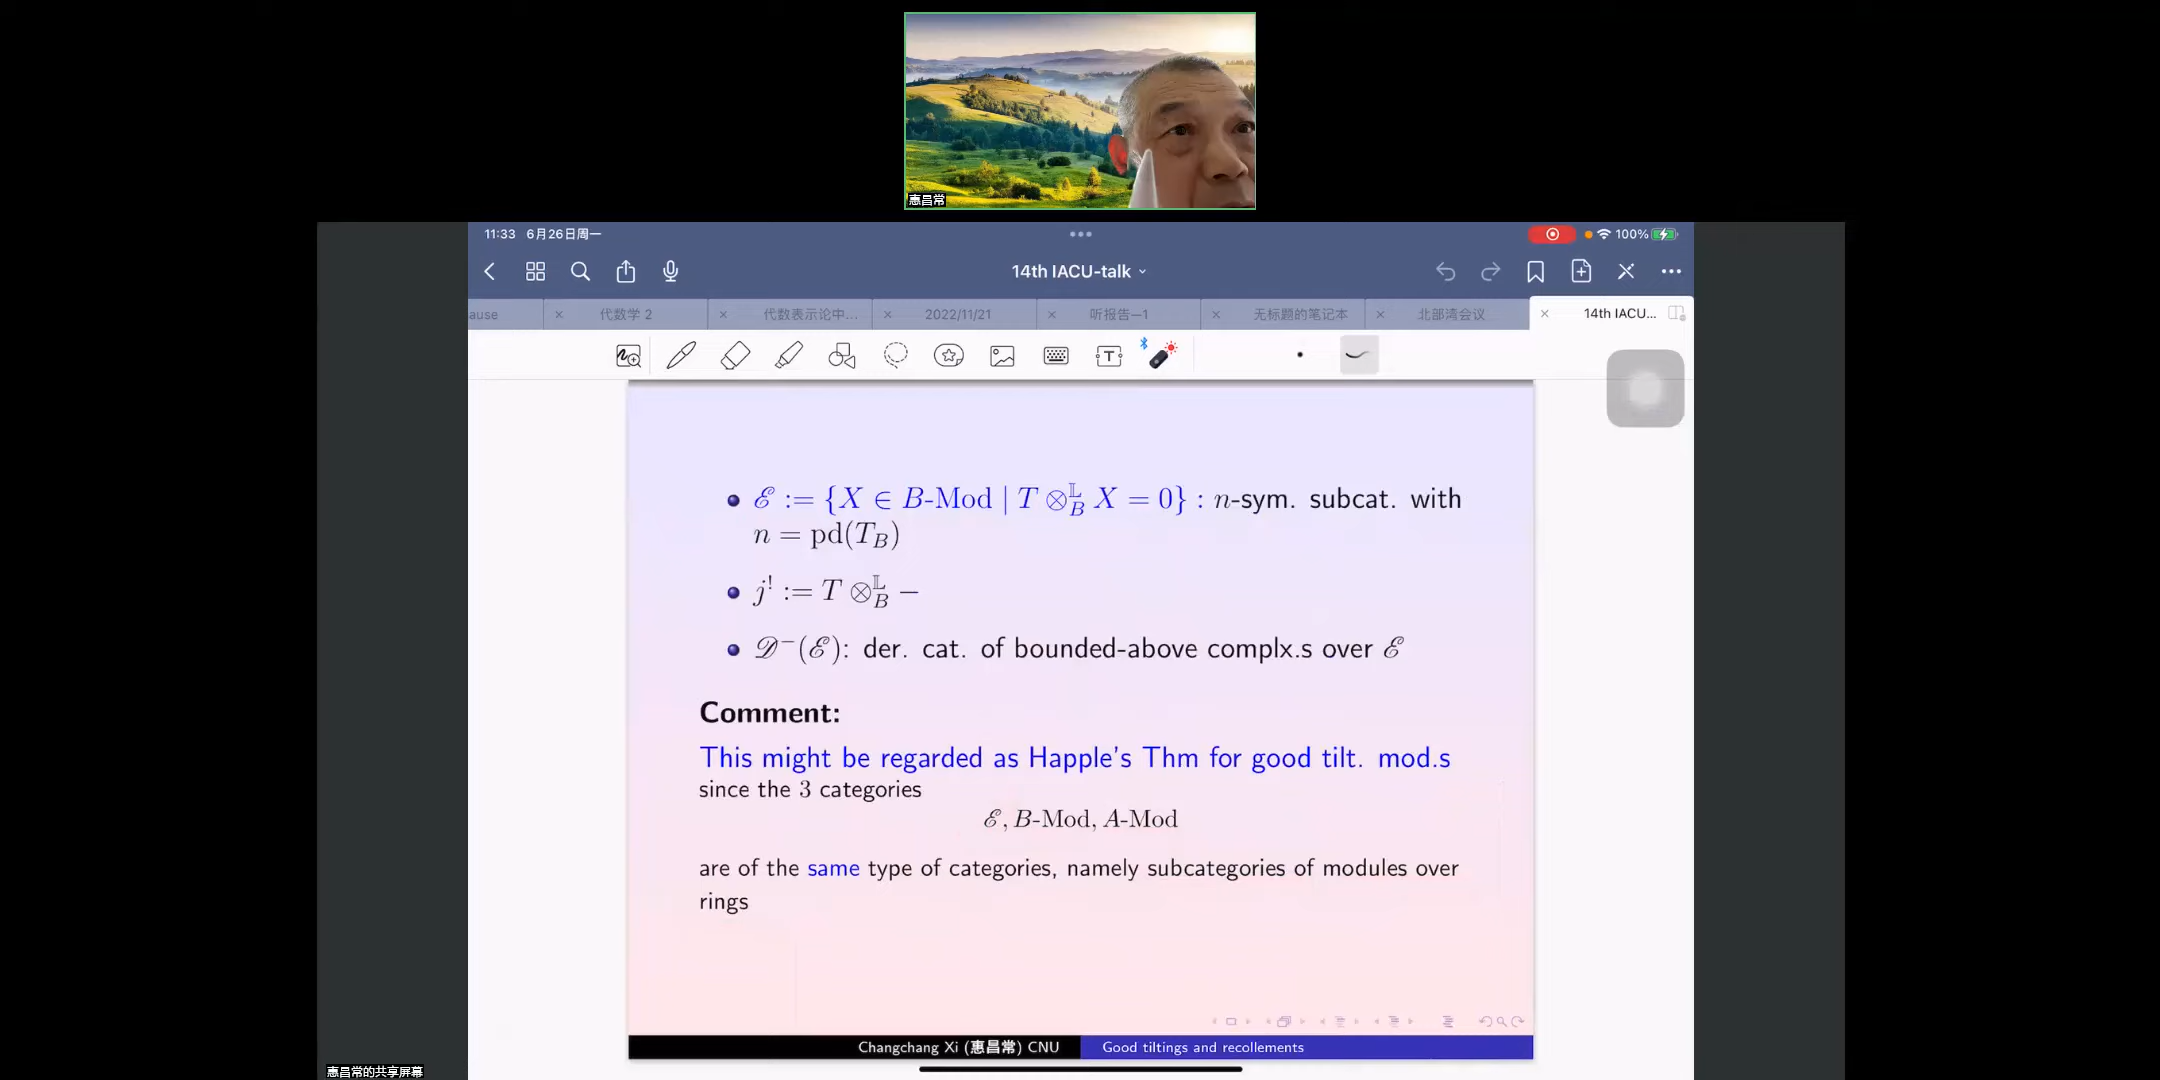 惠昌常
11:33 6月26日周一
100%
14th IACU-talk
ause
代数学 2
代数表示论中...
2022/11/21
听报告—1
无标题的笔记本
北部湾会议
14th IACU...
ℰ := {X ∈ B-Mod | T ⊗ᴸ_B X = 0} : n-sym. subcat. with
n = pd(T_B)
j^! := T ⊗^𝕃_B −
𝒟^−(ℰ): der. cat. of bounded-above complx.s over ℰ
Comment:
This might be regarded as Happle's Thm for good tilt. mod.s
since the 3 categories
ℰ, B-Mod, A-Mod
are of the same type of categories, namely subcategories of modules over
rings
Changchang Xi (惠昌常) CNU
Good tiltings and recollements
惠昌常的共享屏幕